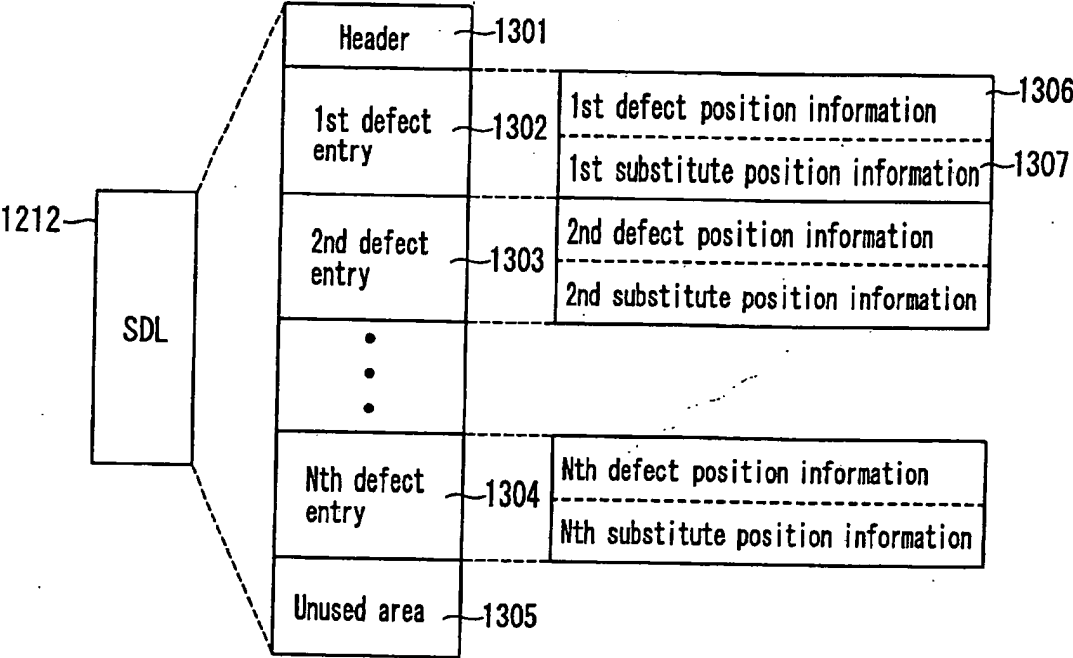 Header
1301
1st defect
entry
1302
1st defect position information
1306
1st substitute position information
1307
1212
SDL
2nd defect
entry
1303
2nd defect position information
2nd substitute position information
Nth defect
entry
1304
Nth defect position information
Nth substitute position information
Unused area
1305